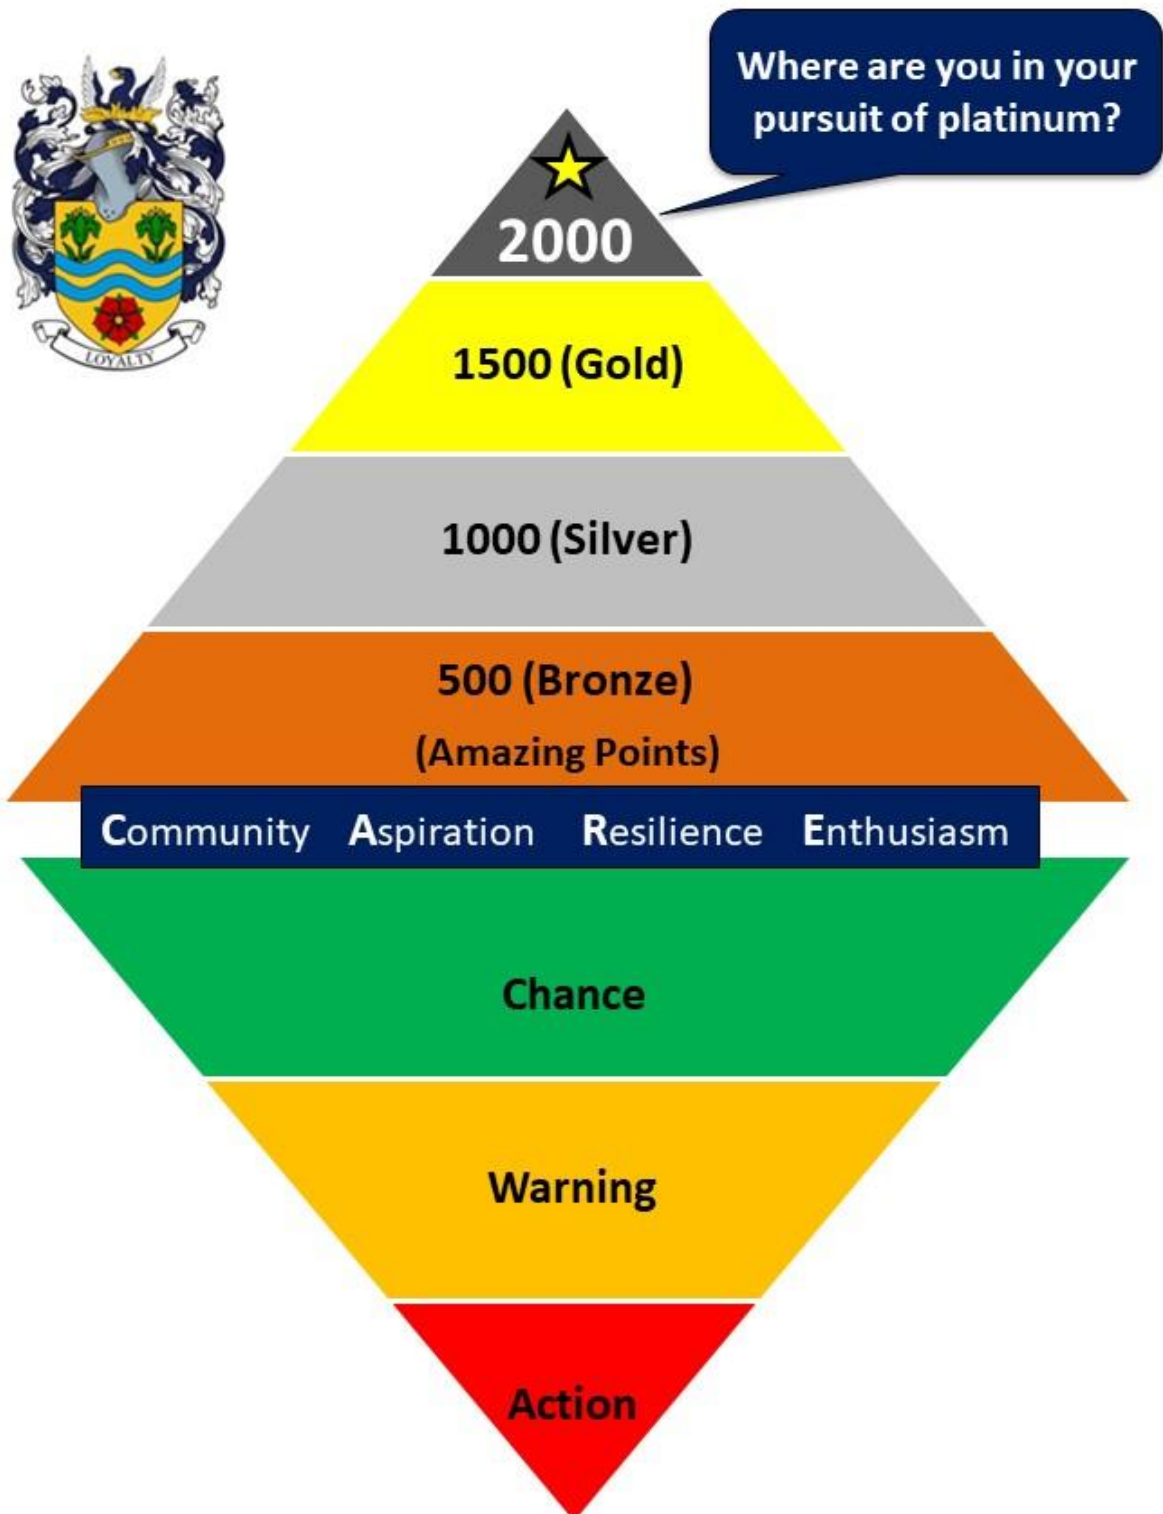 Where are you in your
pursuit of platinum?
2000
1500 (Gold)
1000 (Silver)
500 (Bronze)
(Amazing Points)
Community Aspiration Resilience Enthusiasm
Chance
Warning
Action
LOYALTY